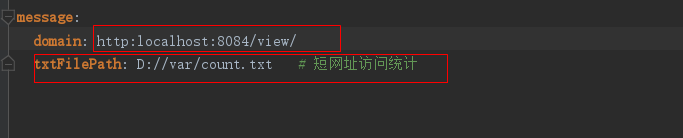 message:
domain: http:localhost:8084/view/
txtFilePath: D://var/count.txt # 短网址访问统计